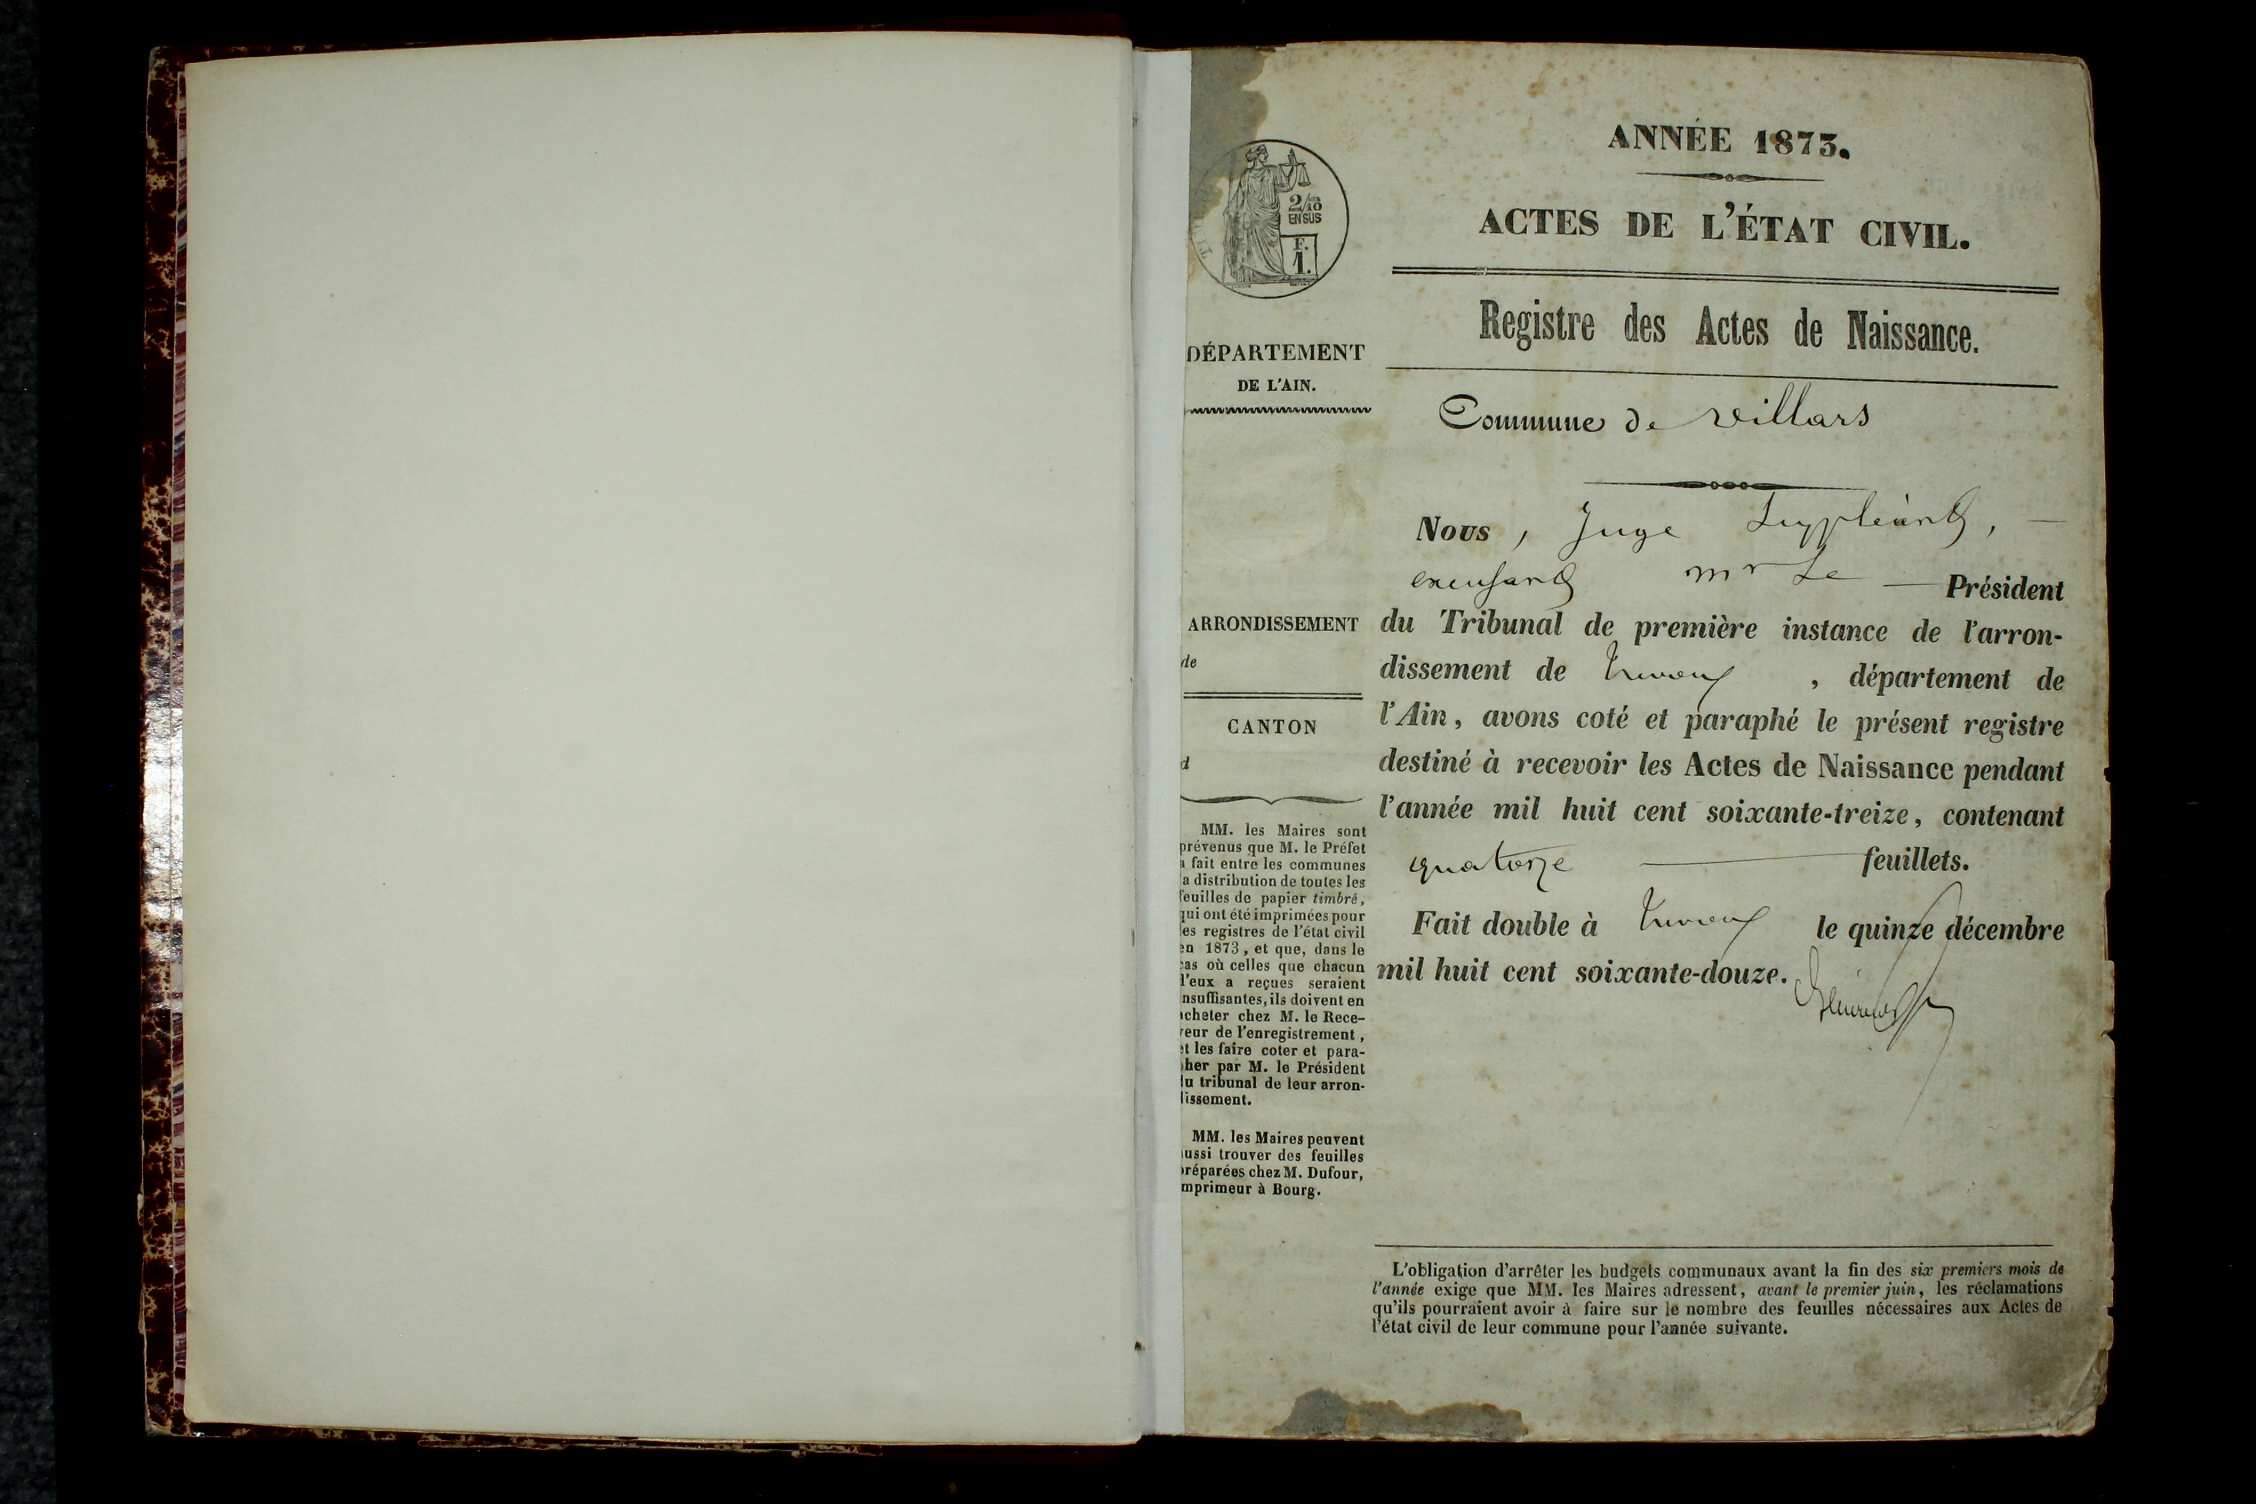 2/10
EN SUS
F.
1.
DÉPARTEMENT
DE L'AIN.
ARRONDISSEMENT
de
CANTON
d
MM. les Maires sont
prévenus que M. le Préfet
a fait entre les communes
la distribution de toutes les
feuilles de papier timbré,
qui ont été imprimées pour
les registres de l'état civil
en 1873, et que, dans le
cas où celles que chacun
d'eux a reçues seraient
insuffisantes, ils doivent en
acheter chez M. le Rece-
veur de l'enregistrement,
et les faire coter et para-
pher par M. le Président
du tribunal de leur arron-
dissement.
MM. les Maires peuvent
aussi trouver des feuilles
préparées chez M. Dufour,
imprimeur à Bourg.
ANNÉE 1873.
ACTES DE L'ÉTAT CIVIL.
Registre des Actes de Naissance.
Commune de Villars
Nous, Juge Suppléant,
excusant Mr Le Président
du Tribunal de première instance de l'arron-
dissement de Trévoux, département de
l'Ain, avons coté et paraphé le présent registre
destiné à recevoir les Actes de Naissance pendant
l'année mil huit cent soixante-treize, contenant
quatorze feuillets.
Fait double à Trévoux le quinze décembre
mil huit cent soixante-douze.
L'obligation d'arrêter les budgets communaux avant la fin des six premiers mois de
l'année exige que MM. les Maires adressent, avant le premier juin, les réclamations
qu'ils pourraient avoir à faire sur le nombre des feuilles nécessaires aux Actes de
l'état civil de leur commune pour l'année suivante.